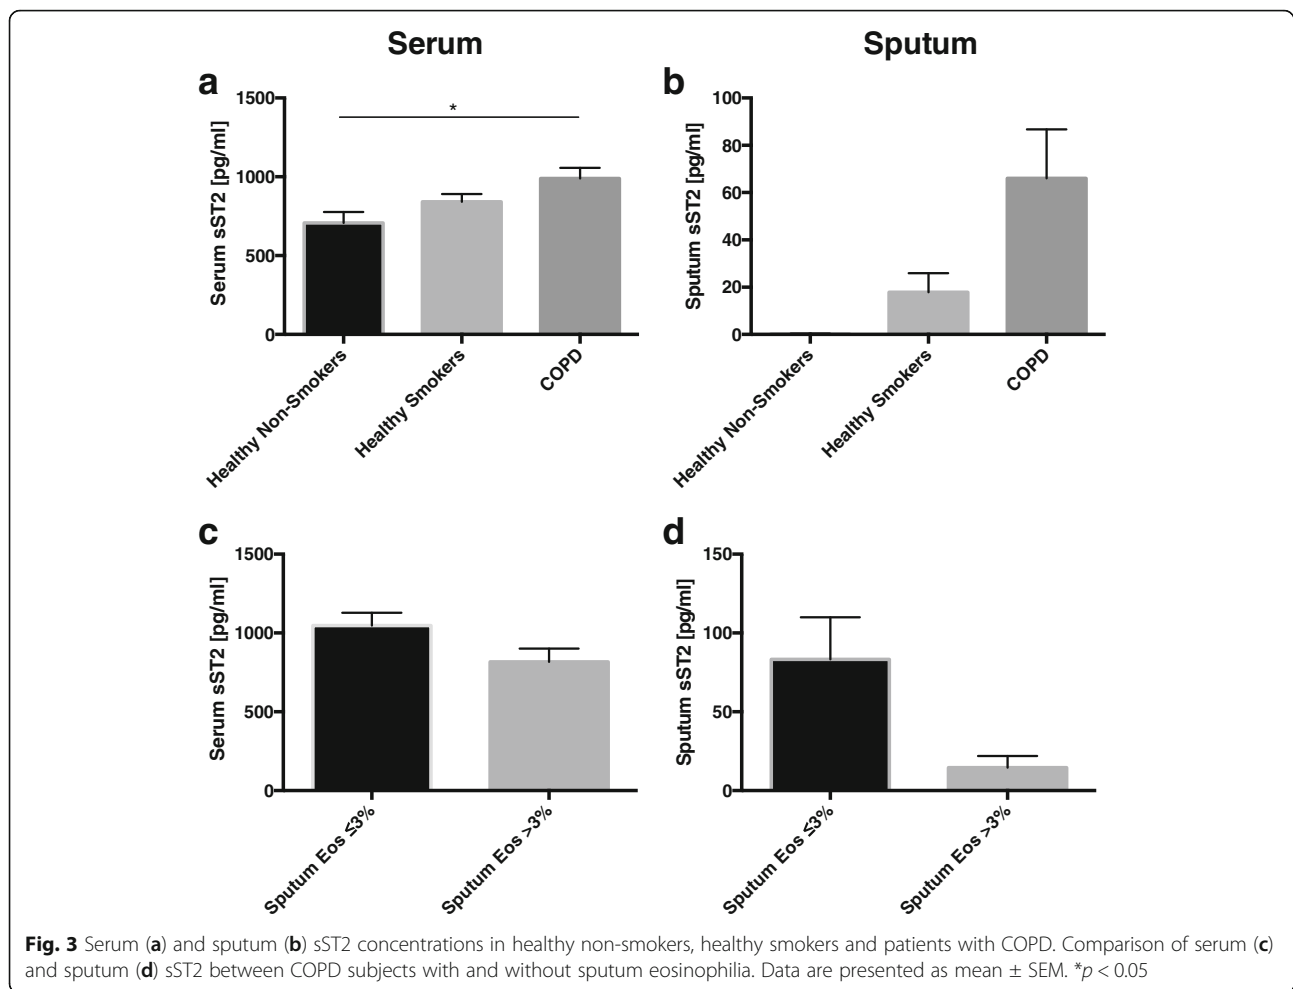 Serum
Sputum
a
b
1500
1000
500
0
Serum sST2 [pg/ml]
*
Healthy Non-Smokers
Healthy Smokers
COPD
100
80
60
40
20
0
Sputum sST2 [pg/ml]
Healthy Non-Smokers
Healthy Smokers
COPD
c
d
1500
1000
500
0
Serum sST2 [pg/ml]
Sputum Eos ≤3%
Sputum Eos >3%
150
100
50
0
Sputum sST2 [pg/ml]
Sputum Eos ≤3%
Sputum Eos >3%
Fig. 3 Serum (a) and sputum (b) sST2 concentrations in healthy non-smokers, healthy smokers and patients with COPD. Comparison of serum (c)
and sputum (d) sST2 between COPD subjects with and without sputum eosinophilia. Data are presented as mean ± SEM. *p < 0.05